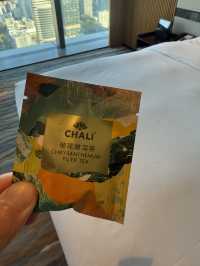 CHALI
菊花普洱茶
CHRYSANTHEMUM
PU'ER TEA